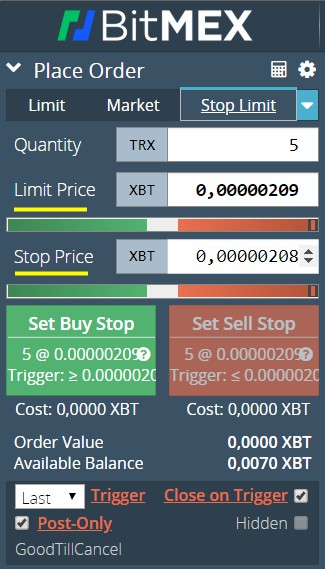 BitMEX
Place Order
Limit Market Stop Limit
Quantity TRX 5
Limit Price XBT 0,00000209
Stop Price XBT 0,00000208
Set Buy Stop Set Sell Stop
5 @ 0.00000209 ? 5 @ 0.00000209 ?
Trigger: ≥ 0.0000020 Trigger: ≤ 0.0000020
Cost: 0,0000 XBT Cost: 0,0000 XBT
Order Value 0,0000 XBT
Available Balance 0,0070 XBT
Last Trigger Close on Trigger
Post-Only Hidden
GoodTillCancel